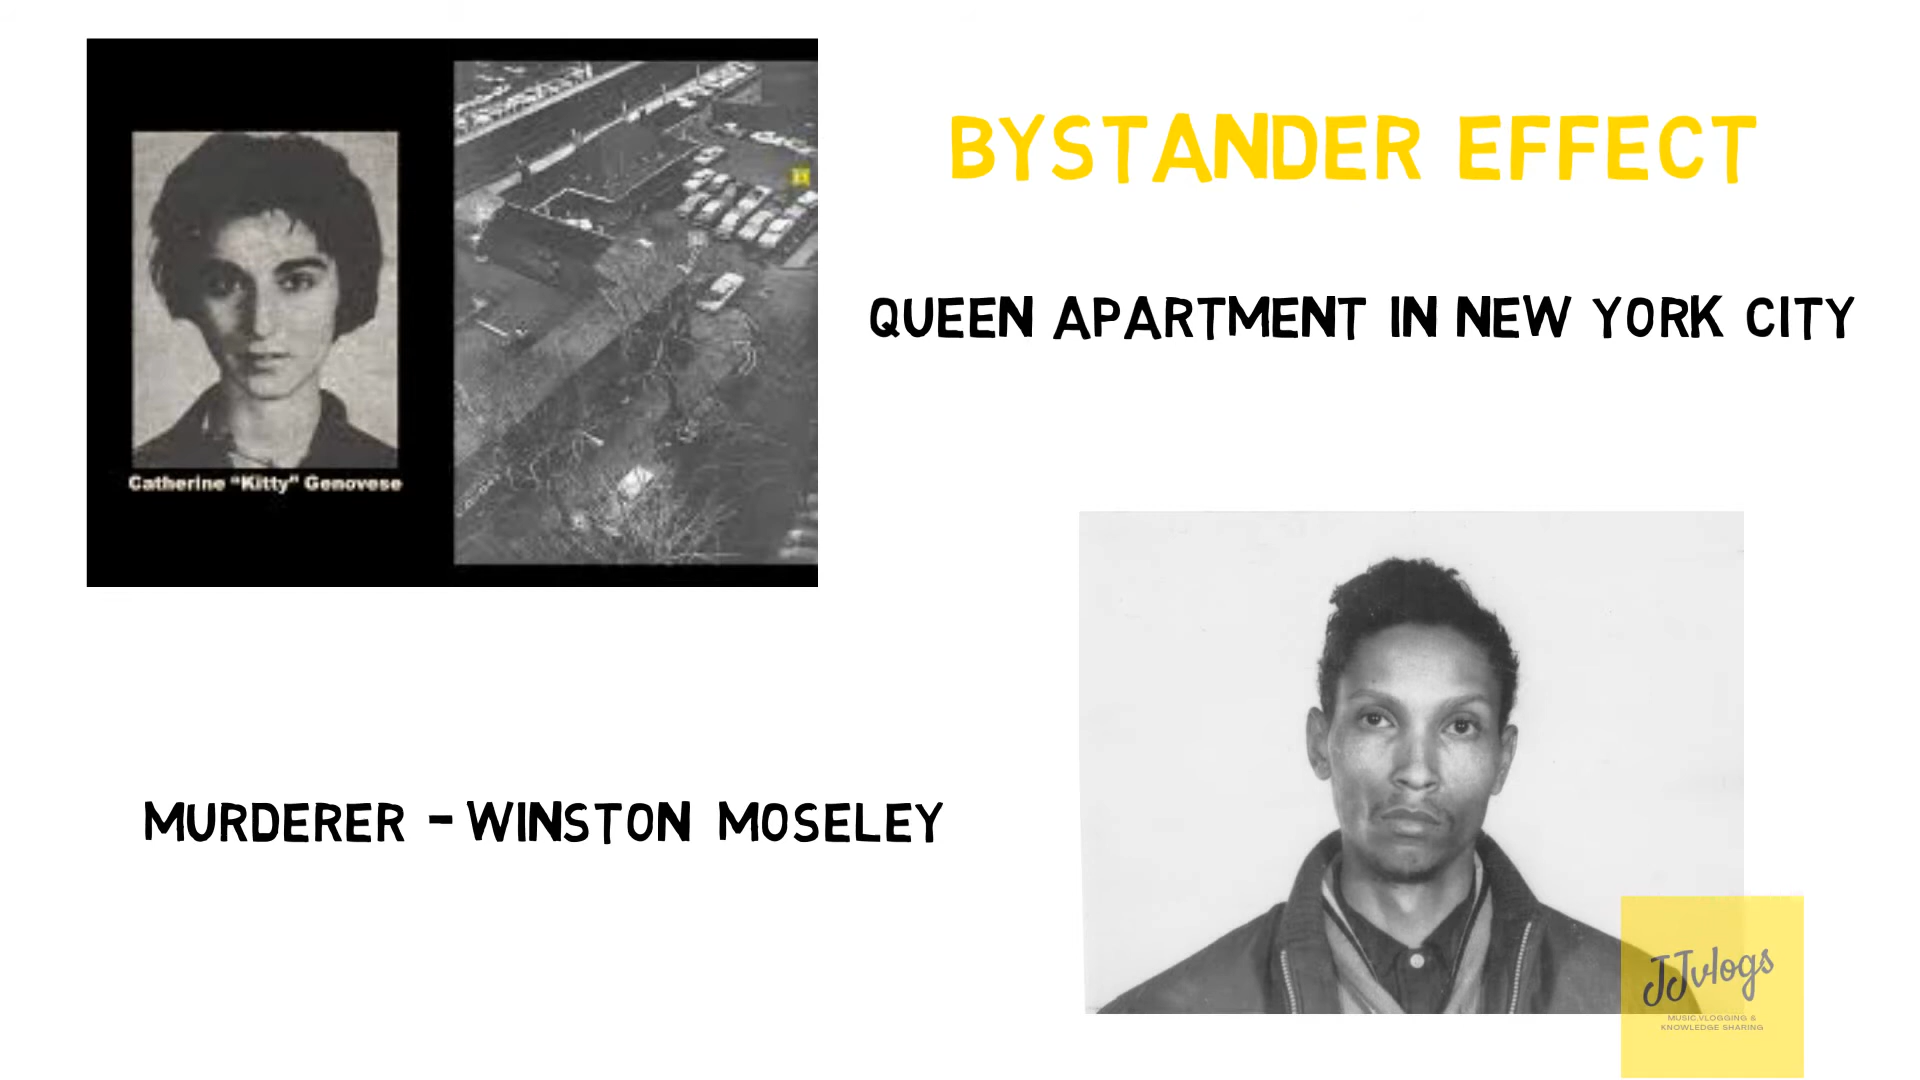 BYSTANDER EFFECT
QUEEN APARTMENT IN NEW YORK CITY
Catherine "Kitty" Genovese
MURDERER - WINSTON MOSELEY
JJvlogs
MUSIC,VLOGGING &
KNOWLEDGE SHARING